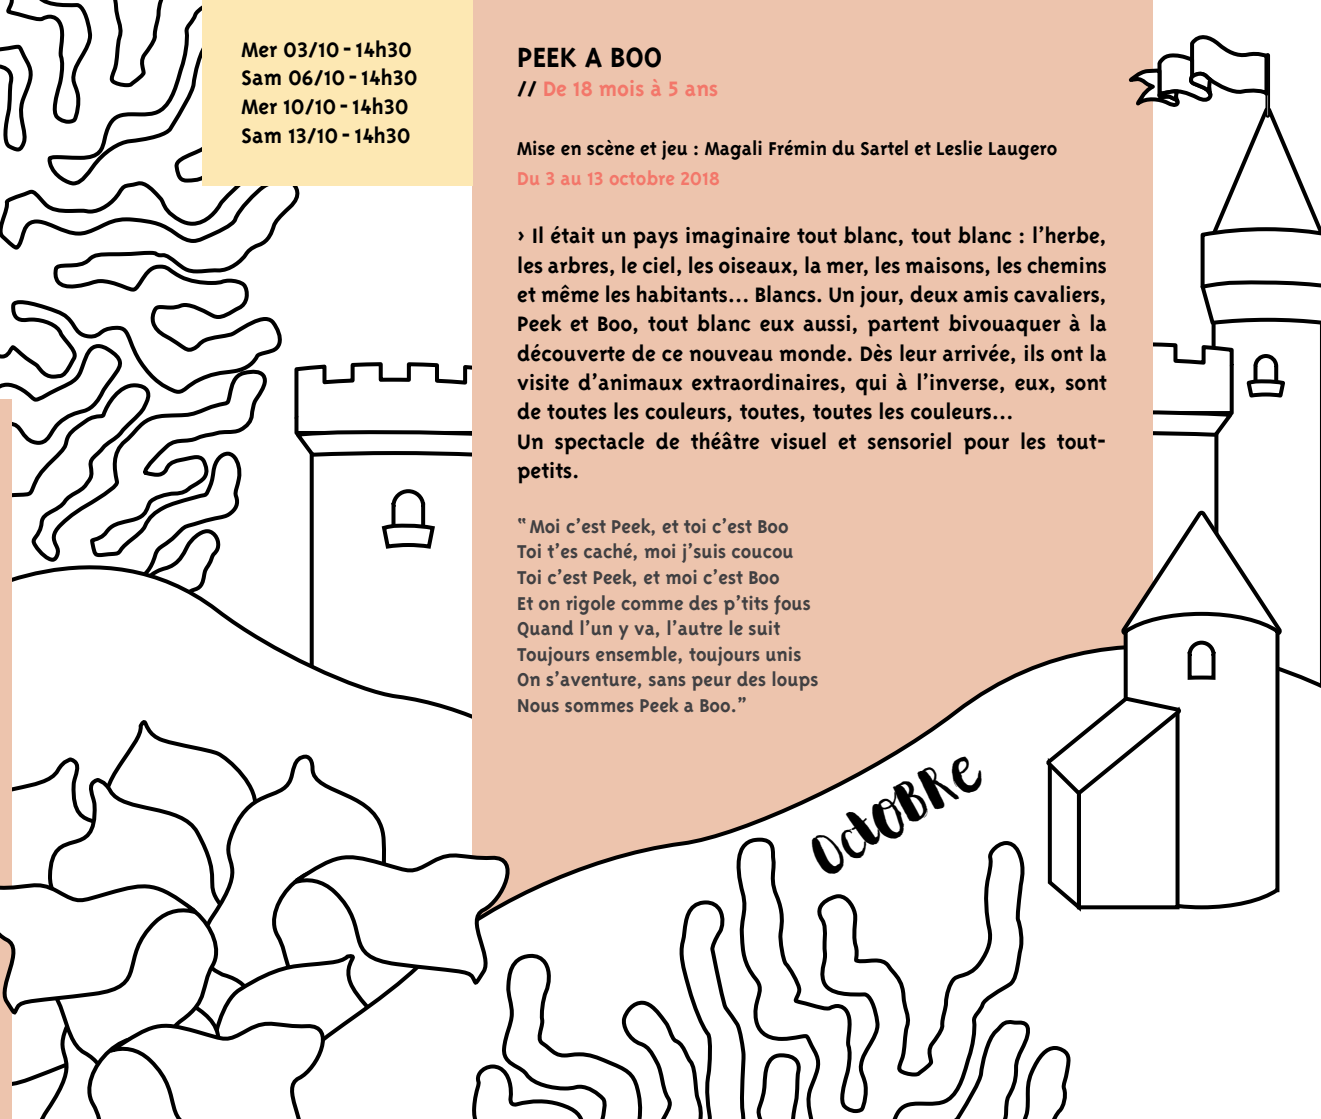 Mer 03/10 - 14h30
Sam 06/10 - 14h30
Mer 10/10 - 14h30
Sam 13/10 - 14h30
PEEK A BOO
// De 18 mois à 5 ans
Mise en scène et jeu : Magali Frémin du Sartel et Leslie Laugero
Du 3 au 13 octobre 2018
› Il était un pays imaginaire tout blanc, tout blanc : l’herbe,
les arbres, le ciel, les oiseaux, la mer, les maisons, les chemins
et même les habitants... Blancs. Un jour, deux amis cavaliers,
Peek et Boo, tout blanc eux aussi, partent bivouaquer à la
découverte de ce nouveau monde. Dès leur arrivée, ils ont la
visite d’animaux extraordinaires, qui à l’inverse, eux, sont
de toutes les couleurs, toutes, toutes les couleurs...
Un spectacle de théâtre visuel et sensoriel pour les tout-
petits.
‟ Moi c’est Peek, et toi c’est Boo
Toi t’es caché, moi j’suis coucou
Toi c’est Peek, et moi c’est Boo
Et on rigole comme des p’tits fous
Quand l’un y va, l’autre le suit
Toujours ensemble, toujours unis
On s’aventure, sans peur des loups
Nous sommes Peek a Boo.”
OctOBRe